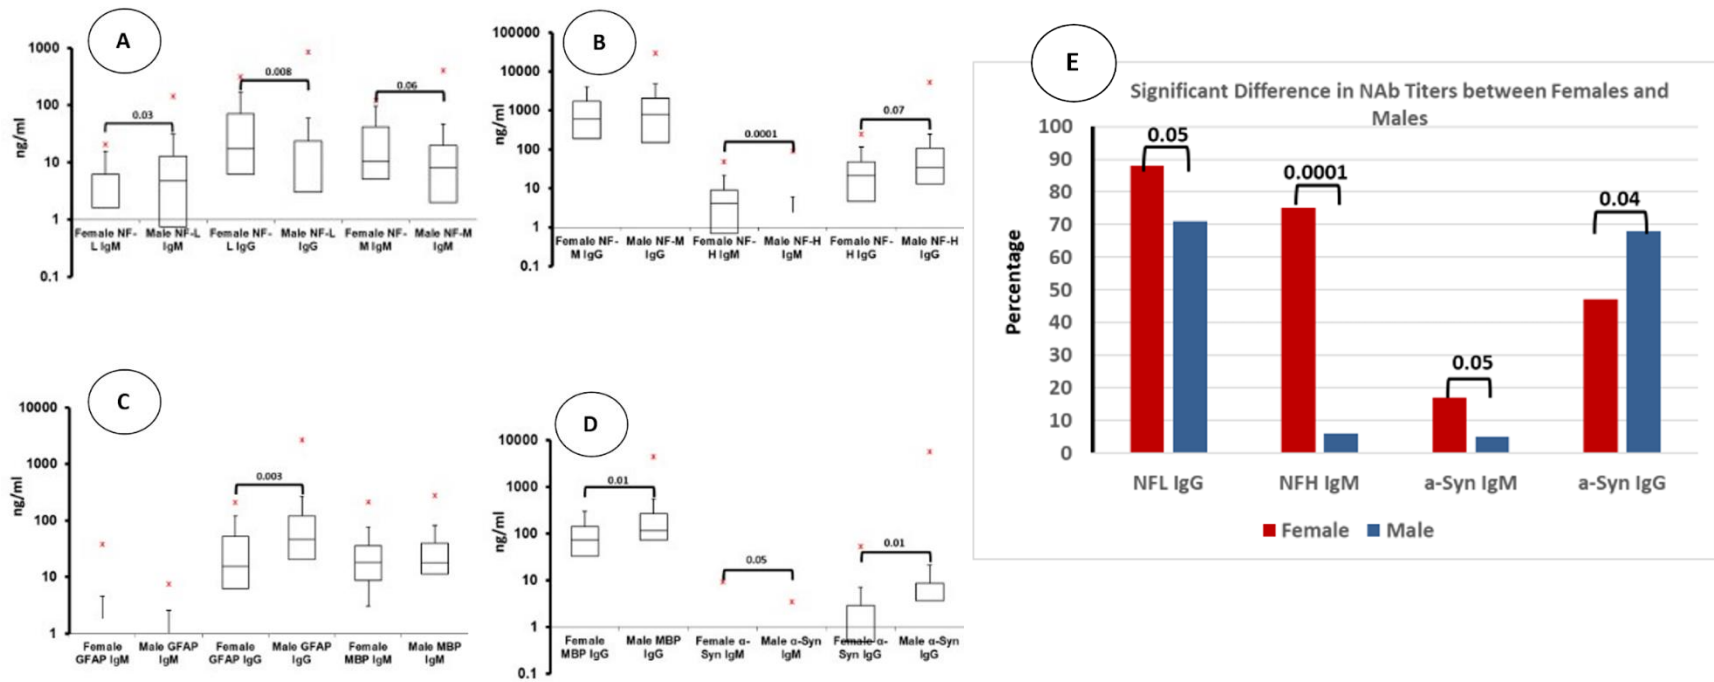 A
1000
100
10
1
0.1
ng/ml
0.03
0.008
0.06
Female NF-
L IgM
Male NF-L
IgM
Female NF-
L IgG
Male NF-L
IgG
Female NF-
M IgM
Male NF-M
IgM
B
100000
10000
1000
100
10
1
0.1
ng/ml
0.0001
0.07
Female NF-
M IgG
Male NF-M
IgG
Female NF-
H IgM
Male NF-H
IgM
Female NF-
H IgG
Male NF-H
IgG
C
10000
1000
100
10
1
ng/ml
0.003
Female
GFAP IgM
Male GFAP
IgM
Female
GFAP IgG
Male GFAP
IgG
Female
MBP IgM
Male MBP
IgM
D
10000
1000
100
10
1
0.1
ng/ml
0.01
0.05
0.01
Female
MBP IgG
Male MBP
IgG
Female α-
Syn IgM
Male α-Syn
IgM
Female α-
Syn IgG
Male α-Syn
IgG
E
Significant Difference in NAb Titers between Females and
Males
100
90
80
70
60
50
40
30
20
10
0
Percentage
0.05
0.0001
0.05
0.04
NFL IgG
NFH IgM
a-Syn IgM
a-Syn IgG
Female
Male